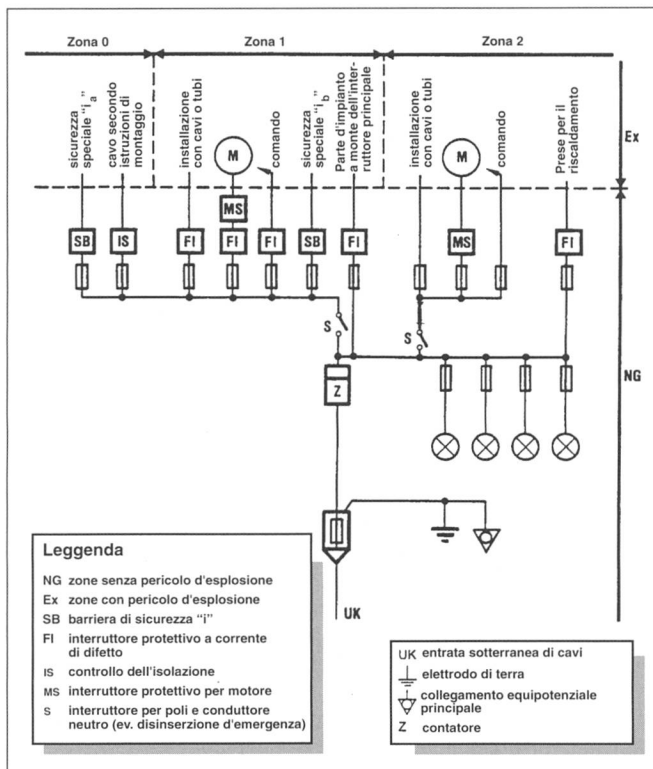 Zona 0
Zona 1
Zona 2
sicurezza
speciale "ia"
cavo secondo
istruzioni di
montaggio
installazione
con cavi o tubi
M
comando
sicurezza
speciale "ib"
Parte d'impianto
a monte dell'inter-
ruttore principale
installazione
con cavi o tubi
M
comando
Prese per il
riscaldamento
Ex
MS
SB
IS
FI
FI
FI
SB
FI
MS
FI
S
S
Z
NG
UK
Leggenda
NG zone senza pericolo d'esplosione
Ex zone con pericolo d'esplosione
SB barriera di sicurezza "i"
FI interruttore protettivo a corrente
di difetto
IS controllo dell'isolazione
MS interruttore protettivo per motore
S interruttore per poli e conduttore
neutro (ev. disinserzione d'emergenza)
UK entrata sotterranea di cavi
elettrodo di terra
collegamento equipotenziale
principale
Z contatore